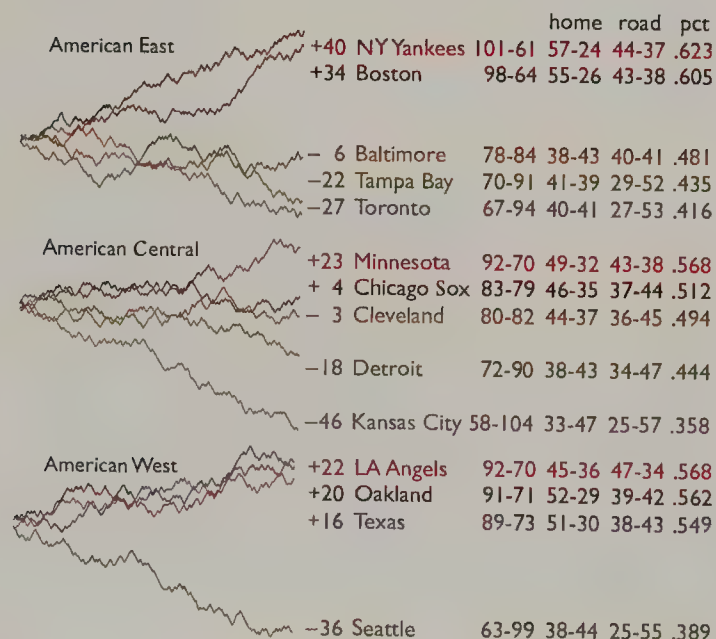 home road pct
American East
+40 NY Yankees 101-61 57-24 44-37 .623
+34 Boston 98-64 55-26 43-38 .605
− 6 Baltimore 78-84 38-43 40-41 .481
−22 Tampa Bay 70-91 41-39 29-52 .435
−27 Toronto 67-94 40-41 27-53 .416
American Central
+23 Minnesota 92-70 49-32 43-38 .568
+ 4 Chicago Sox 83-79 46-35 37-44 .512
− 3 Cleveland 80-82 44-37 36-45 .494
−18 Detroit 72-90 38-43 34-47 .444
−46 Kansas City 58-104 33-47 25-57 .358
American West
+22 LA Angels 92-70 45-36 47-34 .568
+20 Oakland 91-71 52-29 39-42 .562
+16 Texas 89-73 51-30 38-43 .549
−36 Seattle 63-99 38-44 25-55 .389